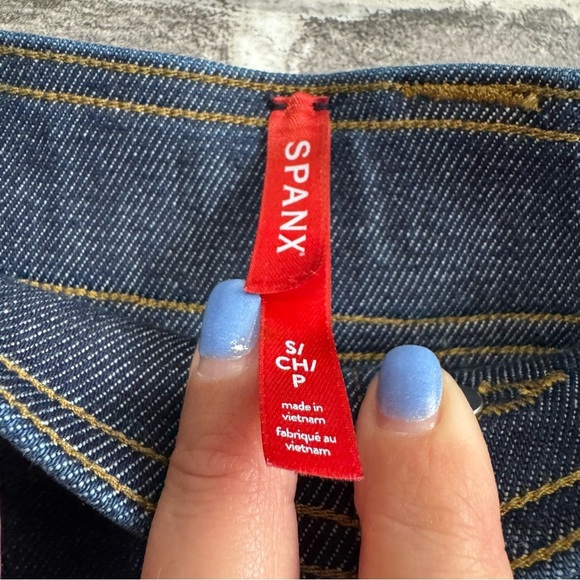 SPANX
S/
CH/
P
made in
vietnam
fabriqué au
vietnam